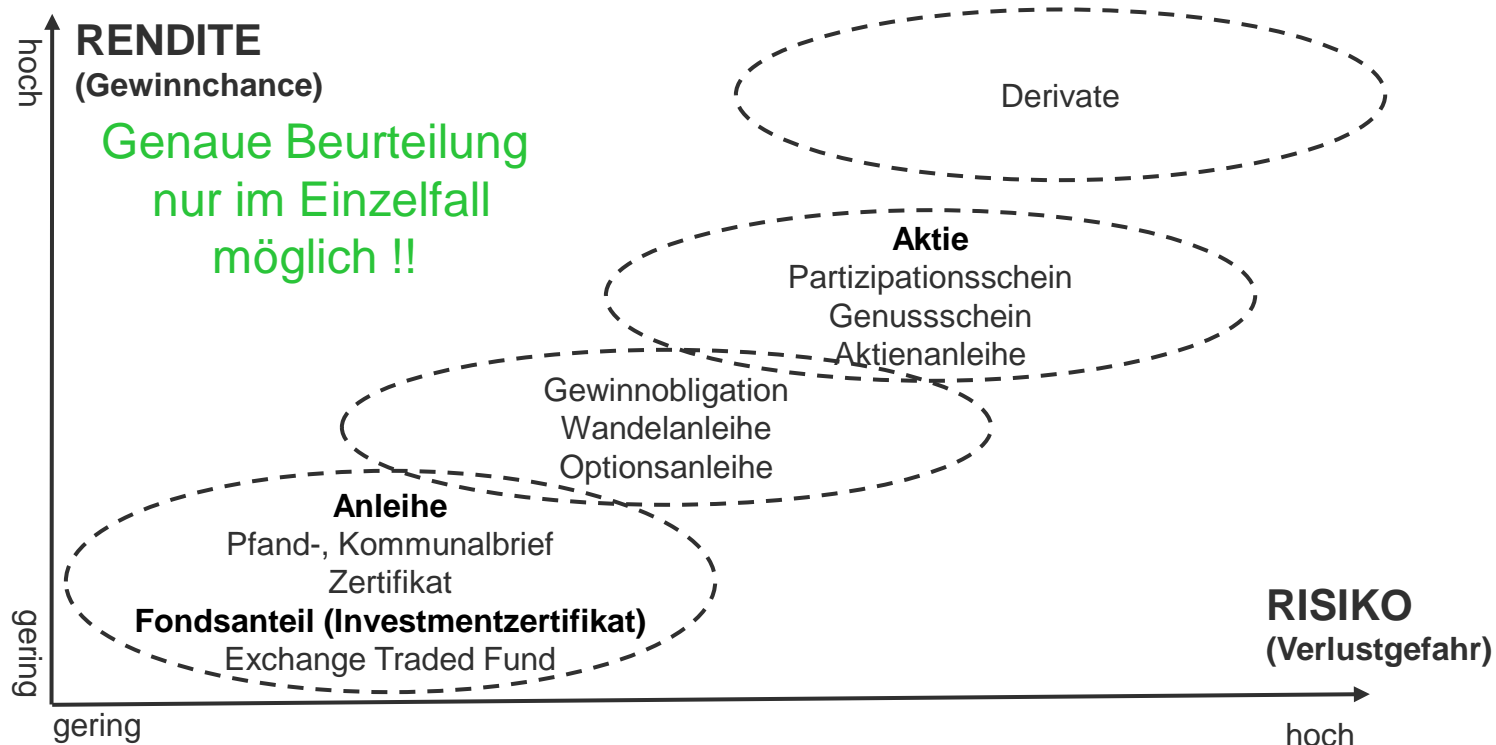 hoch
RENDITE
(Gewinnchance)
Genaue Beurteilung
nur im Einzelfall
möglich !!
Derivate
Aktie
Partizipationsschein
Genussschein
Aktienanleihe
Gewinnobligation
Wandelanleihe
Optionsanleihe
Anleihe
Pfand-, Kommunalbrief
Zertifikat
Fondsanteil (Investmentzertifikat)
Exchange Traded Fund
RISIKO
(Verlustgefahr)
gering
gering
hoch